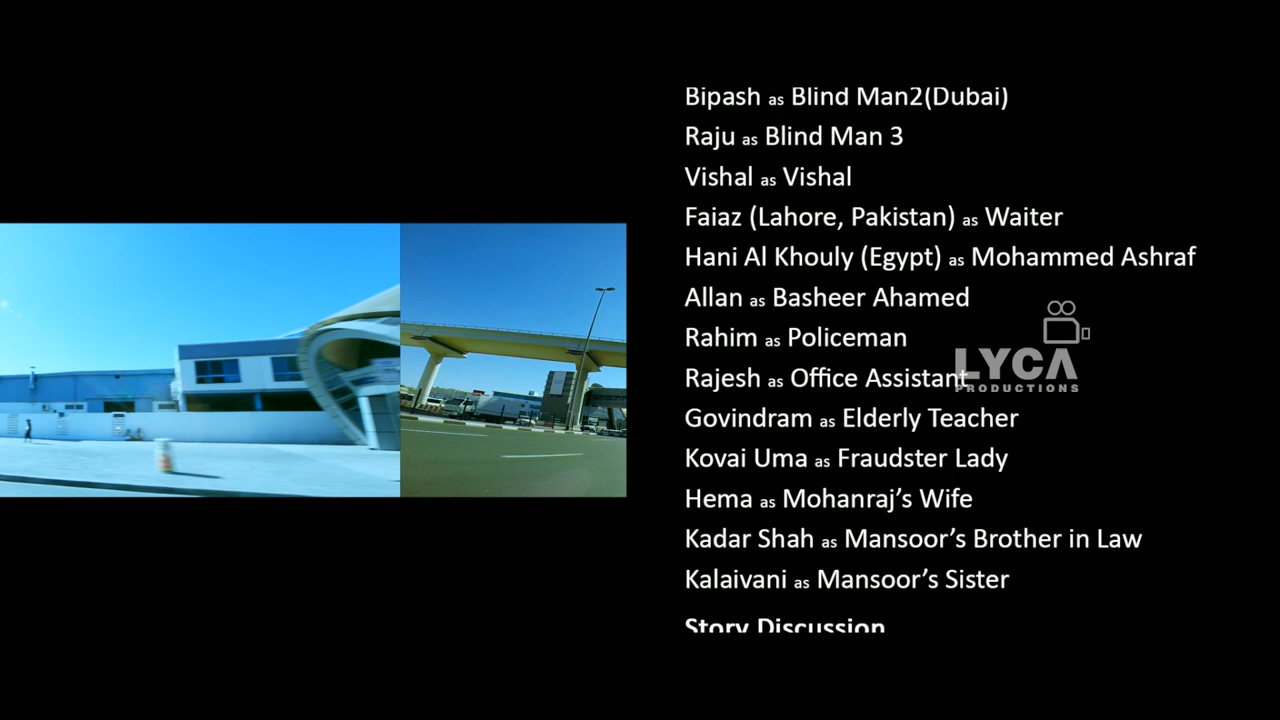 Bipash as Blind Man2(Dubai)
Raju as Blind Man 3
Vishal as Vishal
Faiaz (Lahore, Pakistan) as Waiter
Hani Al Khouly (Egypt) as Mohammed Ashraf
Allan as Basheer Ahamed
Rahim as Policeman
Rajesh as Office Assistant
LYCA
PRODUCTIONS
Govindram as Elderly Teacher
Kovai Uma as Fraudster Lady
Hema as Mohanraj’s Wife
Kadar Shah as Mansoor’s Brother in Law
Kalaivani as Mansoor’s Sister
Story Discussion